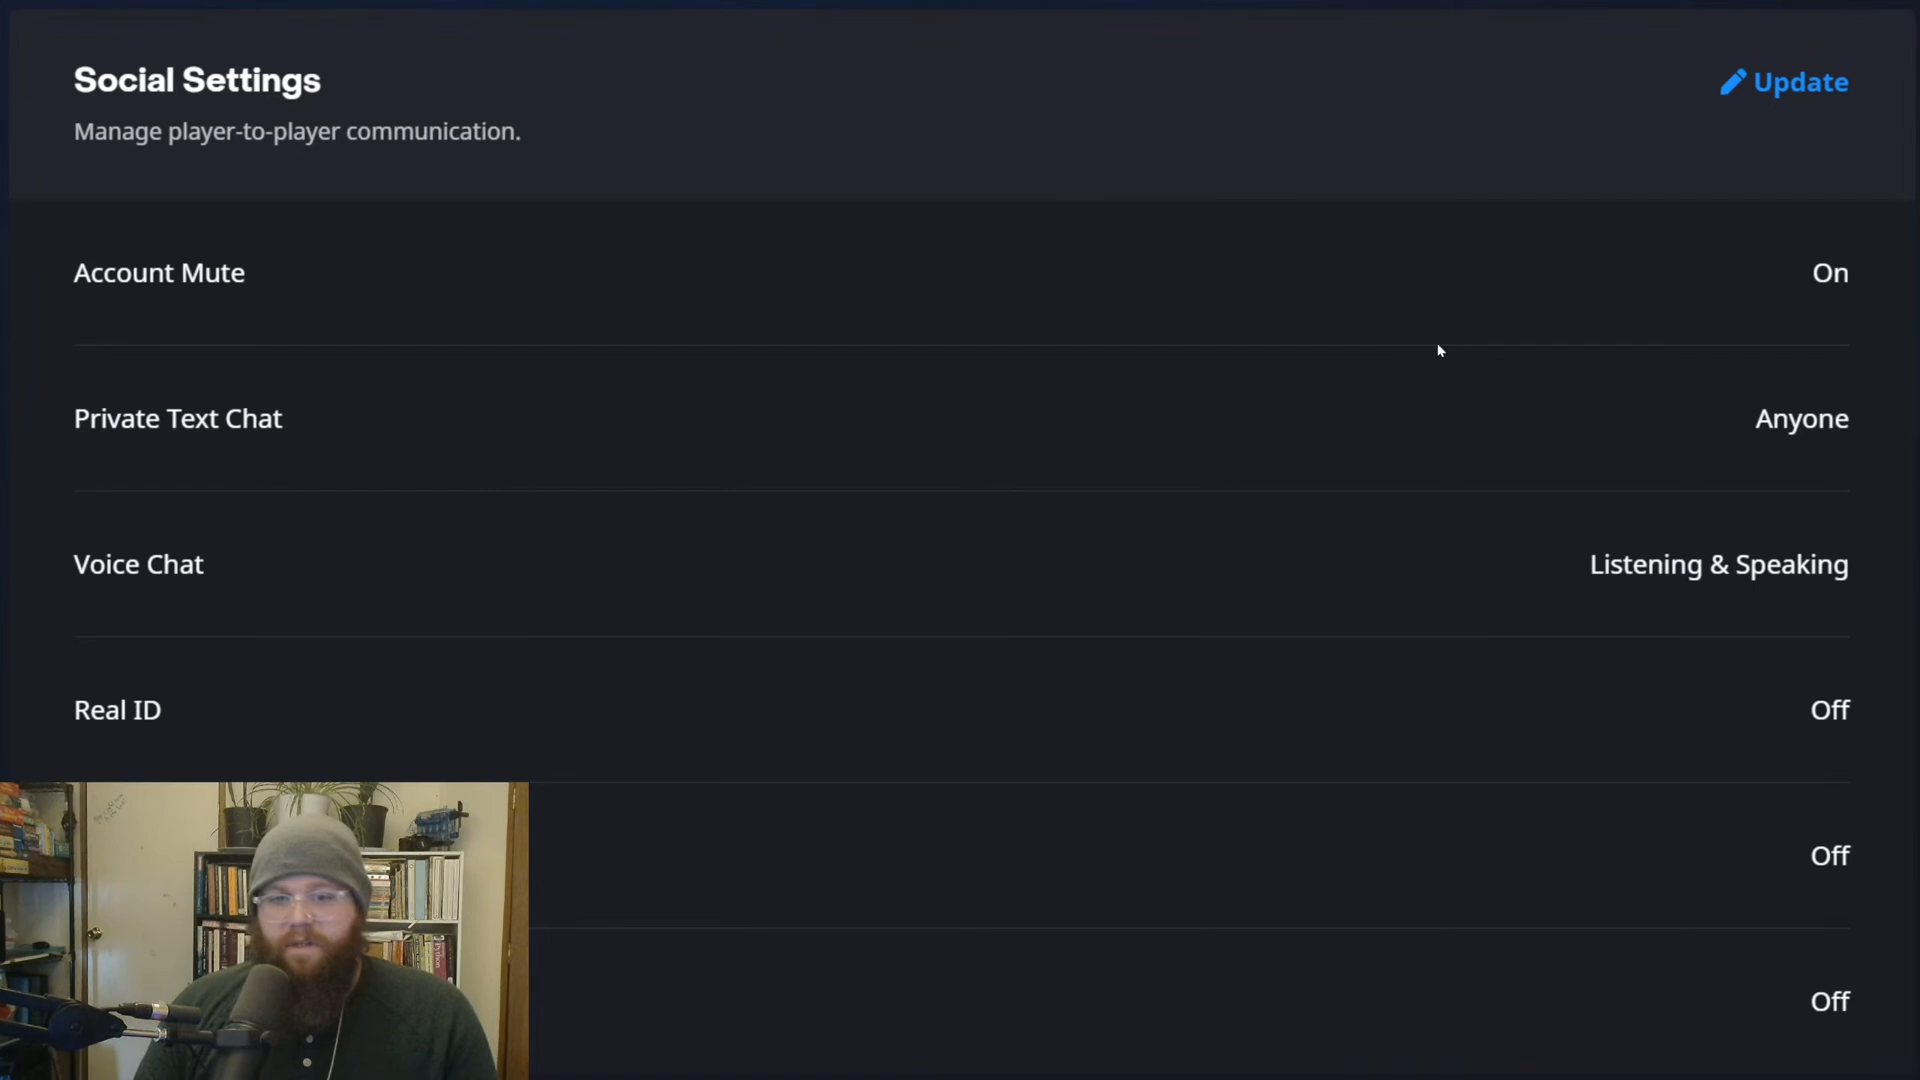 Social Settings
Update
Manage player-to-player communication.
Account Mute
On
Private Text Chat
Anyone
Voice Chat
Listening & Speaking
Real ID
Off
Off
Python
Off